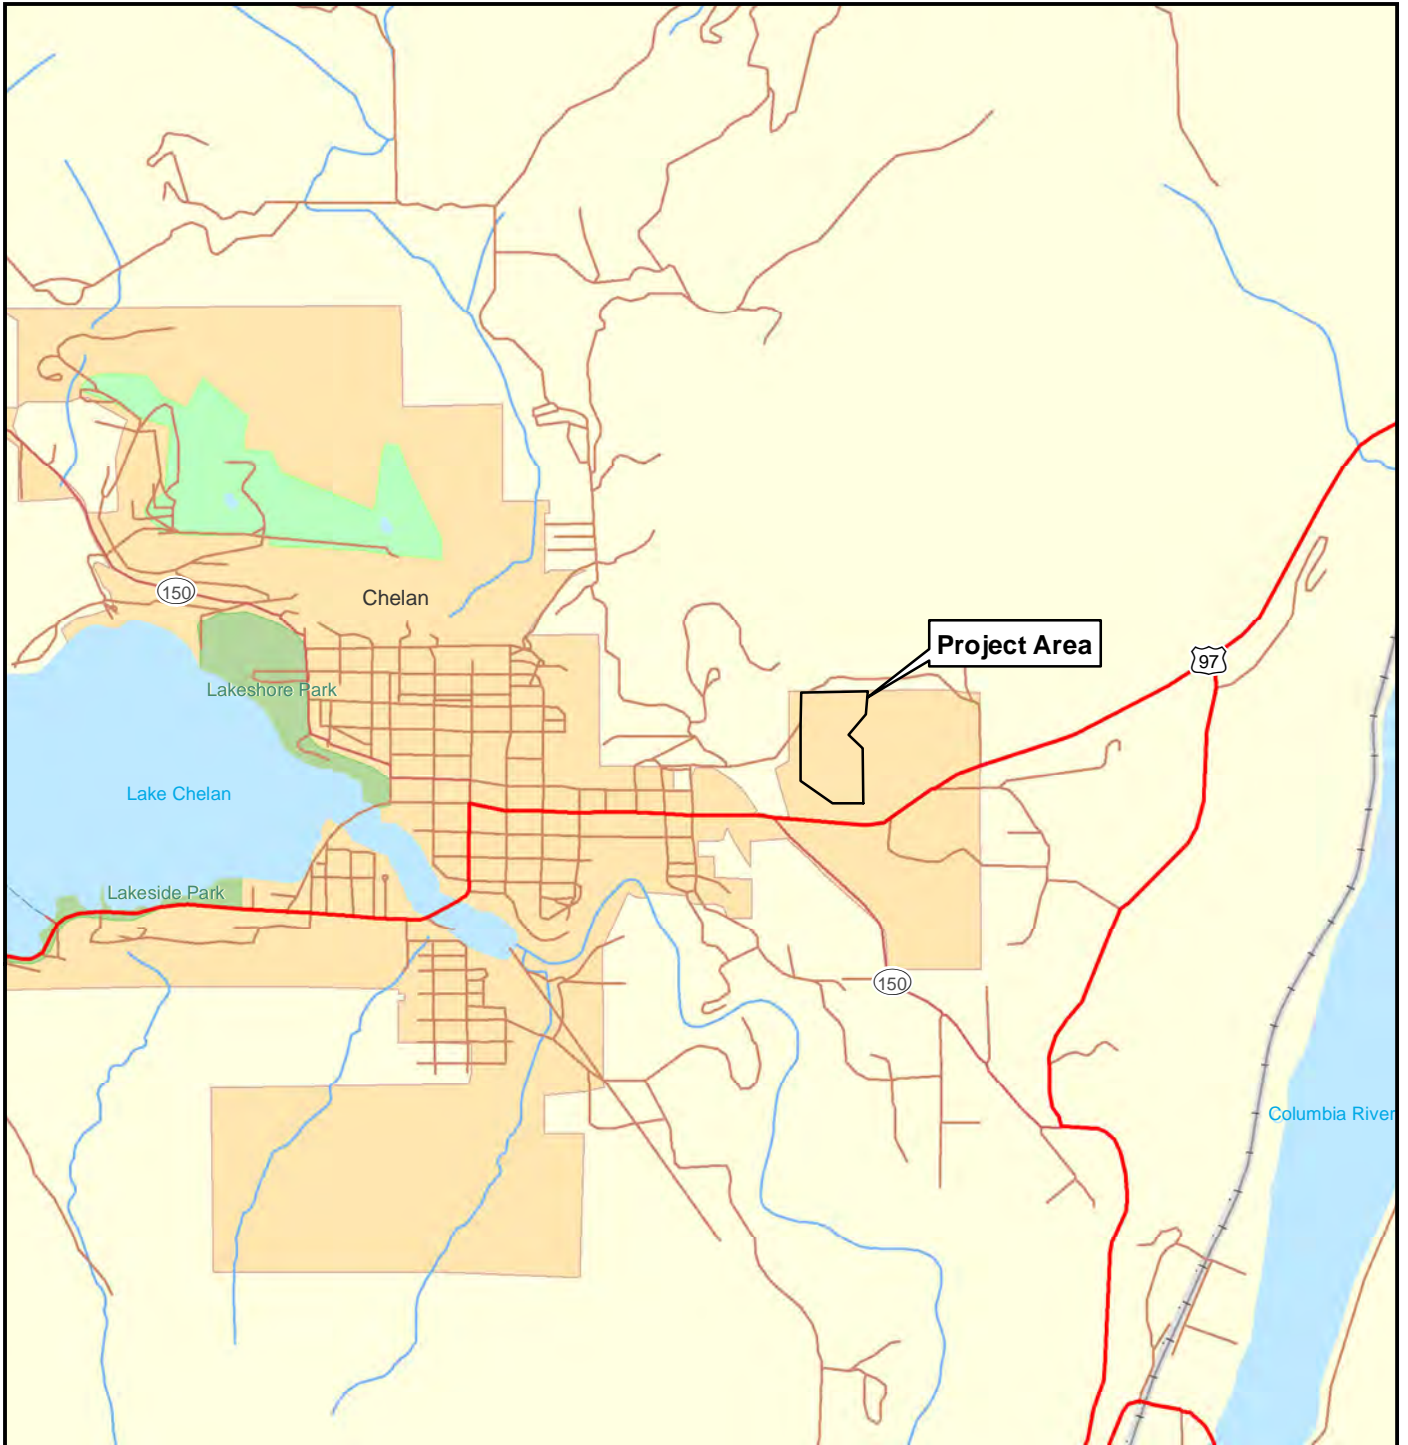 150
Chelan
Project Area
97
Lakeshore Park
Lake Chelan
Lakeside Park
150
Columbia River